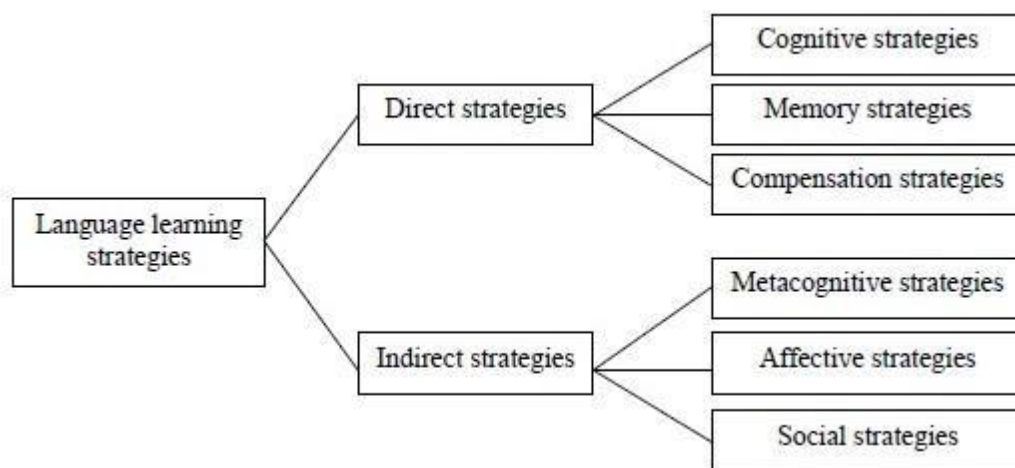 Language learning
strategies
Direct strategies
Cognitive strategies
Memory strategies
Compensation strategies
Indirect strategies
Metacognitive strategies
Affective strategies
Social strategies